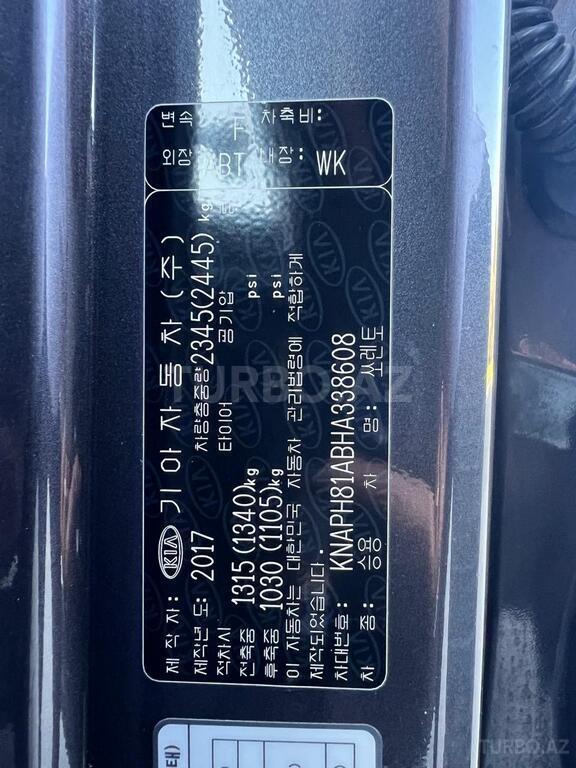 변속 F 차축비:
외장 ABT 내장: WK
제 작 자: KIA 기아자동차(주)
제작년도: 2017 차량총중량 2345(2445) kg
적차시 타이어 공기압
전축중 1315(1340)kg psi
후축중 1030 (1105)kg psi
이 자동차는 대한민국 자동차 관리법령에 적합하게
제작되었습니다.
차대번호: KNAPH81ABHA338608
차 종: 승용 차 명: 쏘렌토
TURBO.AZ
TURBO.AZ